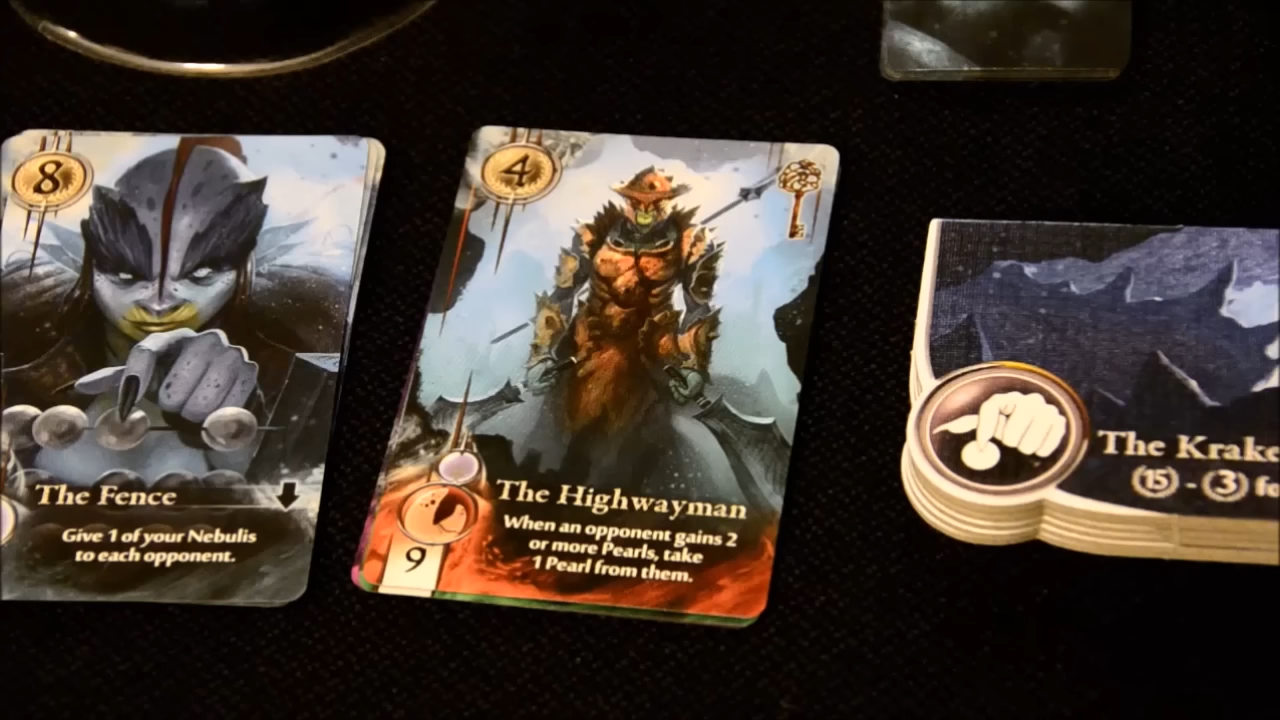 8
The Fence
Give 1 of your Nebulis
to each opponent.
4
The Highwayman
When an opponent gains 2
or more Pearls, take
1 Pearl from them.
9
The Krake
15 - 3 fo